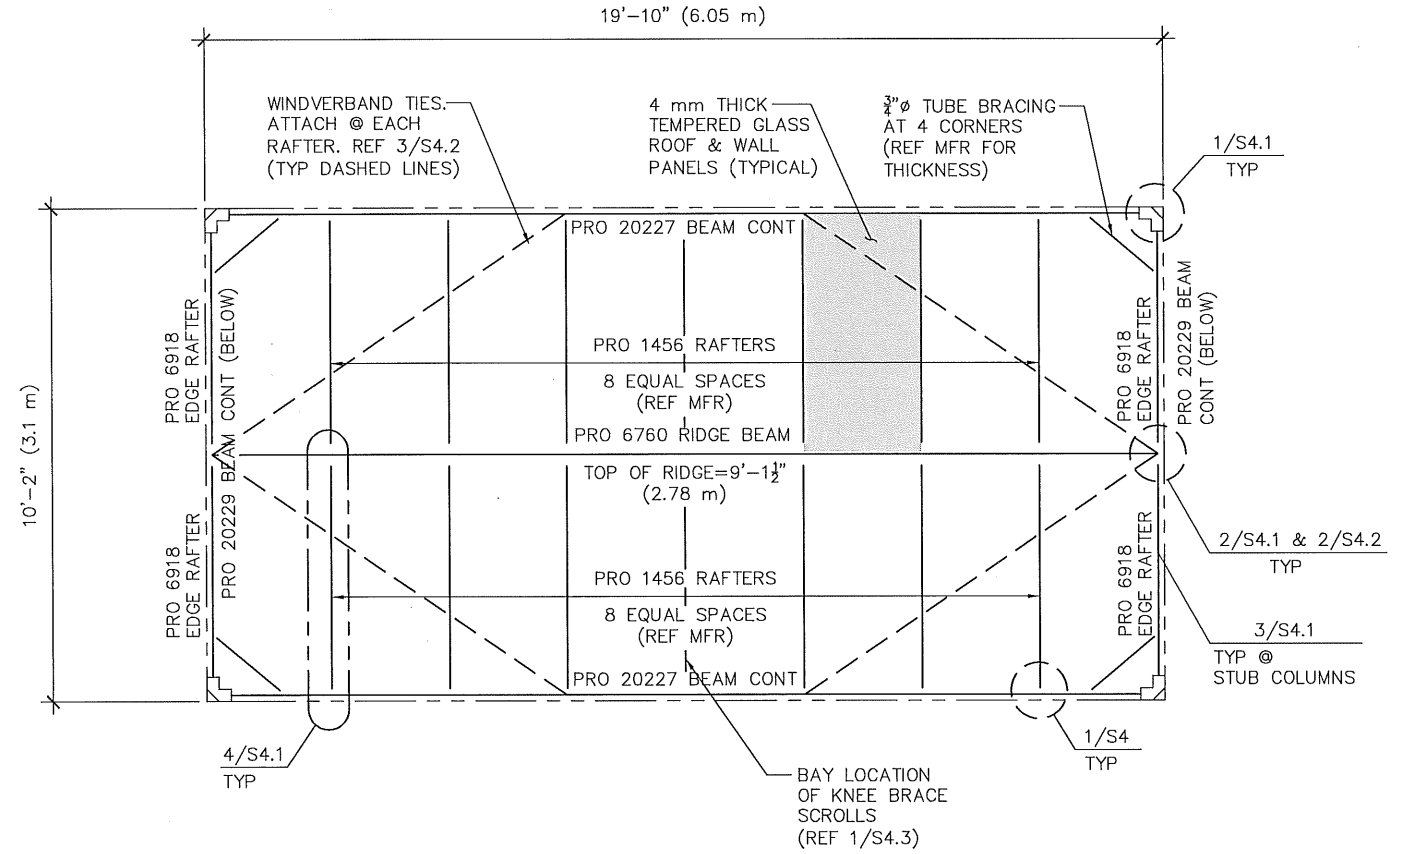 19'-10" (6.05 m)
WINDVERBAND TIES.
ATTACH @ EACH
RAFTER. REF 3/S4.2
(TYP DASHED LINES)
4 mm THICK
TEMPERED GLASS
ROOF & WALL
PANELS (TYPICAL)
3/4"ø TUBE BRACING
AT 4 CORNERS
(REF MFR FOR
THICKNESS)
1/S4.1
TYP
PRO 20227 BEAM CONT
PRO 6918
EDGE RAFTER
PRO 20229 BEAM CONT (BELOW)
PRO 1456 RAFTERS
8 EQUAL SPACES
(REF MFR)
PRO 6918
EDGE RAFTER
PRO 20229 BEAM
CONT (BELOW)
10'-2" (3.1 m)
PRO 6760 RIDGE BEAM
TOP OF RIDGE=9'-1 1/2"
(2.78 m)
PRO 6918
EDGE RAFTER
PRO 1456 RAFTERS
8 EQUAL SPACES
(REF MFR)
PRO 6918
EDGE RAFTER
2/S4.1 & 2/S4.2
TYP
3/S4.1
TYP @
STUB COLUMNS
PRO 20227 BEAM CONT
4/S4.1
TYP
1/S4
TYP
BAY LOCATION
OF KNEE BRACE
SCROLLS
(REF 1/S4.3)